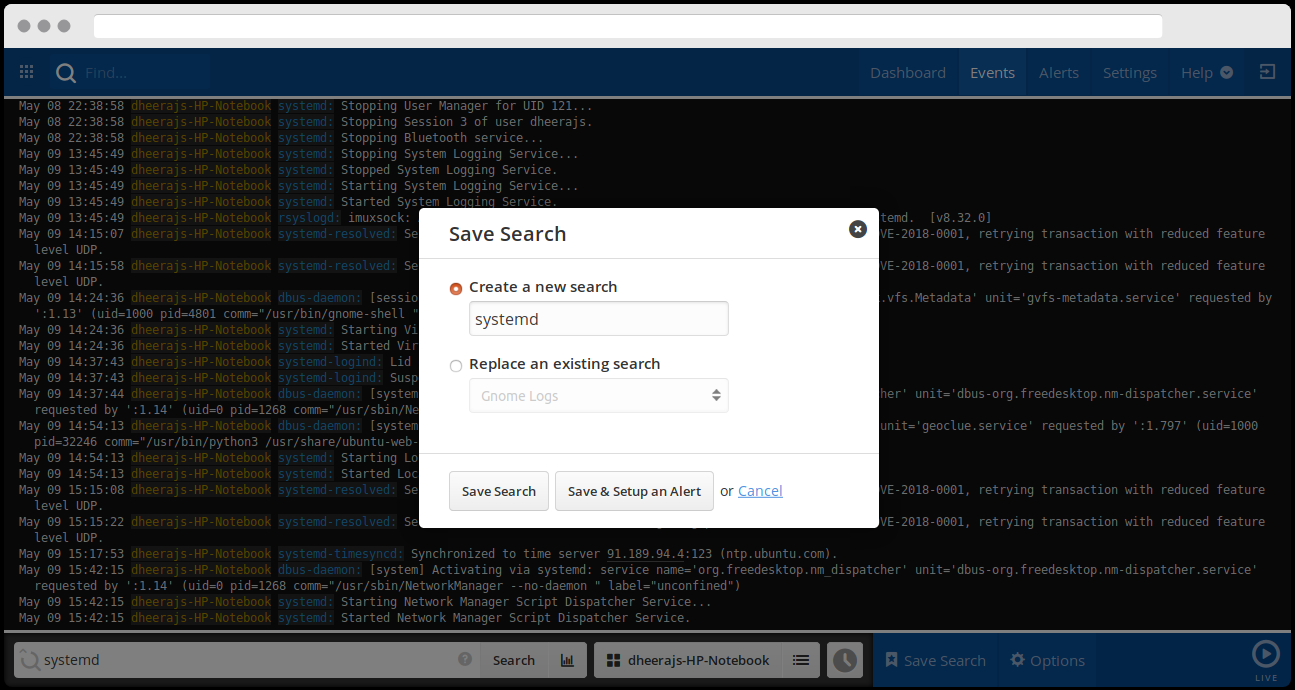 Find...
Dashboard Events Alerts Settings Help
May 08 22:38:58 dheerajs-HP-Notebook systemd: Stopping User Manager for UID 121...
May 08 22:38:58 dheerajs-HP-Notebook systemd: Stopping Session 3 of user dheerajs.
May 08 22:38:58 dheerajs-HP-Notebook systemd: Stopping Bluetooth service...
May 09 13:45:49 dheerajs-HP-Notebook systemd: Stopping System Logging Service...
May 09 13:45:49 dheerajs-HP-Notebook systemd: Stopped System Logging Service.
May 09 13:45:49 dheerajs-HP-Notebook systemd: Starting System Logging Service...
May 09 13:45:49 dheerajs-HP-Notebook systemd: Started System Logging Service.
May 09 13:45:49 dheerajs-HP-Notebook rsyslogd: imuxsock: temd. [v8.32.0]
May 09 14:15:07 dheerajs-HP-Notebook systemd-resolved: Se VE-2018-0001, retrying transaction with reduced feature
level UDP.
May 09 14:15:58 dheerajs-HP-Notebook systemd-resolved: Se VE-2018-0001, retrying transaction with reduced feature
level UDP.
May 09 14:24:36 dheerajs-HP-Notebook dbus-daemon: [sessio .vfs.Metadata' unit='gvfs-metadata.service' requested by
':1.13' (uid=1000 pid=4801 comm="/usr/bin/gnome-shell "
May 09 14:24:36 dheerajs-HP-Notebook systemd: Starting Vi
May 09 14:24:36 dheerajs-HP-Notebook systemd: Started Vir
May 09 14:37:43 dheerajs-HP-Notebook systemd-logind: Lid
May 09 14:37:43 dheerajs-HP-Notebook systemd-logind: Susp
May 09 14:37:44 dheerajs-HP-Notebook dbus-daemon: [system her' unit='dbus-org.freedesktop.nm-dispatcher.service'
requested by ':1.14' (uid=0 pid=1268 comm="/usr/sbin/Ne
May 09 14:54:13 dheerajs-HP-Notebook dbus-daemon: [system unit='geoclue.service' requested by ':1.797' (uid=1000
pid=32246 comm="/usr/bin/python3 /usr/share/ubuntu-web-
May 09 14:54:13 dheerajs-HP-Notebook systemd: Starting Lo
May 09 14:54:13 dheerajs-HP-Notebook systemd: Started Loc
May 09 15:15:08 dheerajs-HP-Notebook systemd-resolved: Se VE-2018-0001, retrying transaction with reduced feature
level UDP.
May 09 15:15:22 dheerajs-HP-Notebook systemd-resolved: Se VE-2018-0001, retrying transaction with reduced feature
level UDP.
May 09 15:17:53 dheerajs-HP-Notebook systemd-timesyncd: Synchronized to time server 91.189.94.4:123 (ntp.ubuntu.com).
May 09 15:42:15 dheerajs-HP-Notebook dbus-daemon: [system] Activating via systemd: service name='org.freedesktop.nm_dispatcher' unit='dbus-org.freedesktop.nm-dispatcher.service'
requested by ':1.14' (uid=0 pid=1268 comm="/usr/sbin/NetworkManager --no-daemon " label="unconfined")
May 09 15:42:15 dheerajs-HP-Notebook systemd: Starting Network Manager Script Dispatcher Service...
May 09 15:42:15 dheerajs-HP-Notebook systemd: Started Network Manager Script Dispatcher Service.
Save Search
Create a new search
systemd
Replace an existing search
Gnome Logs
Save Search Save & Setup an Alert or Cancel
systemd ? Search dheerajs-HP-Notebook Save Search Options LIVE